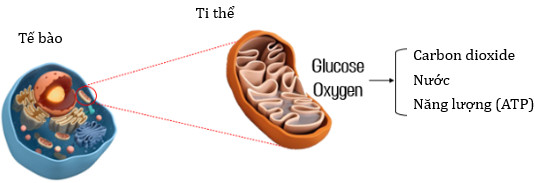 Ti thể
Tế bào
Glucose
Oxygen
Carbon dioxide
Nước
Năng lượng (ATP)